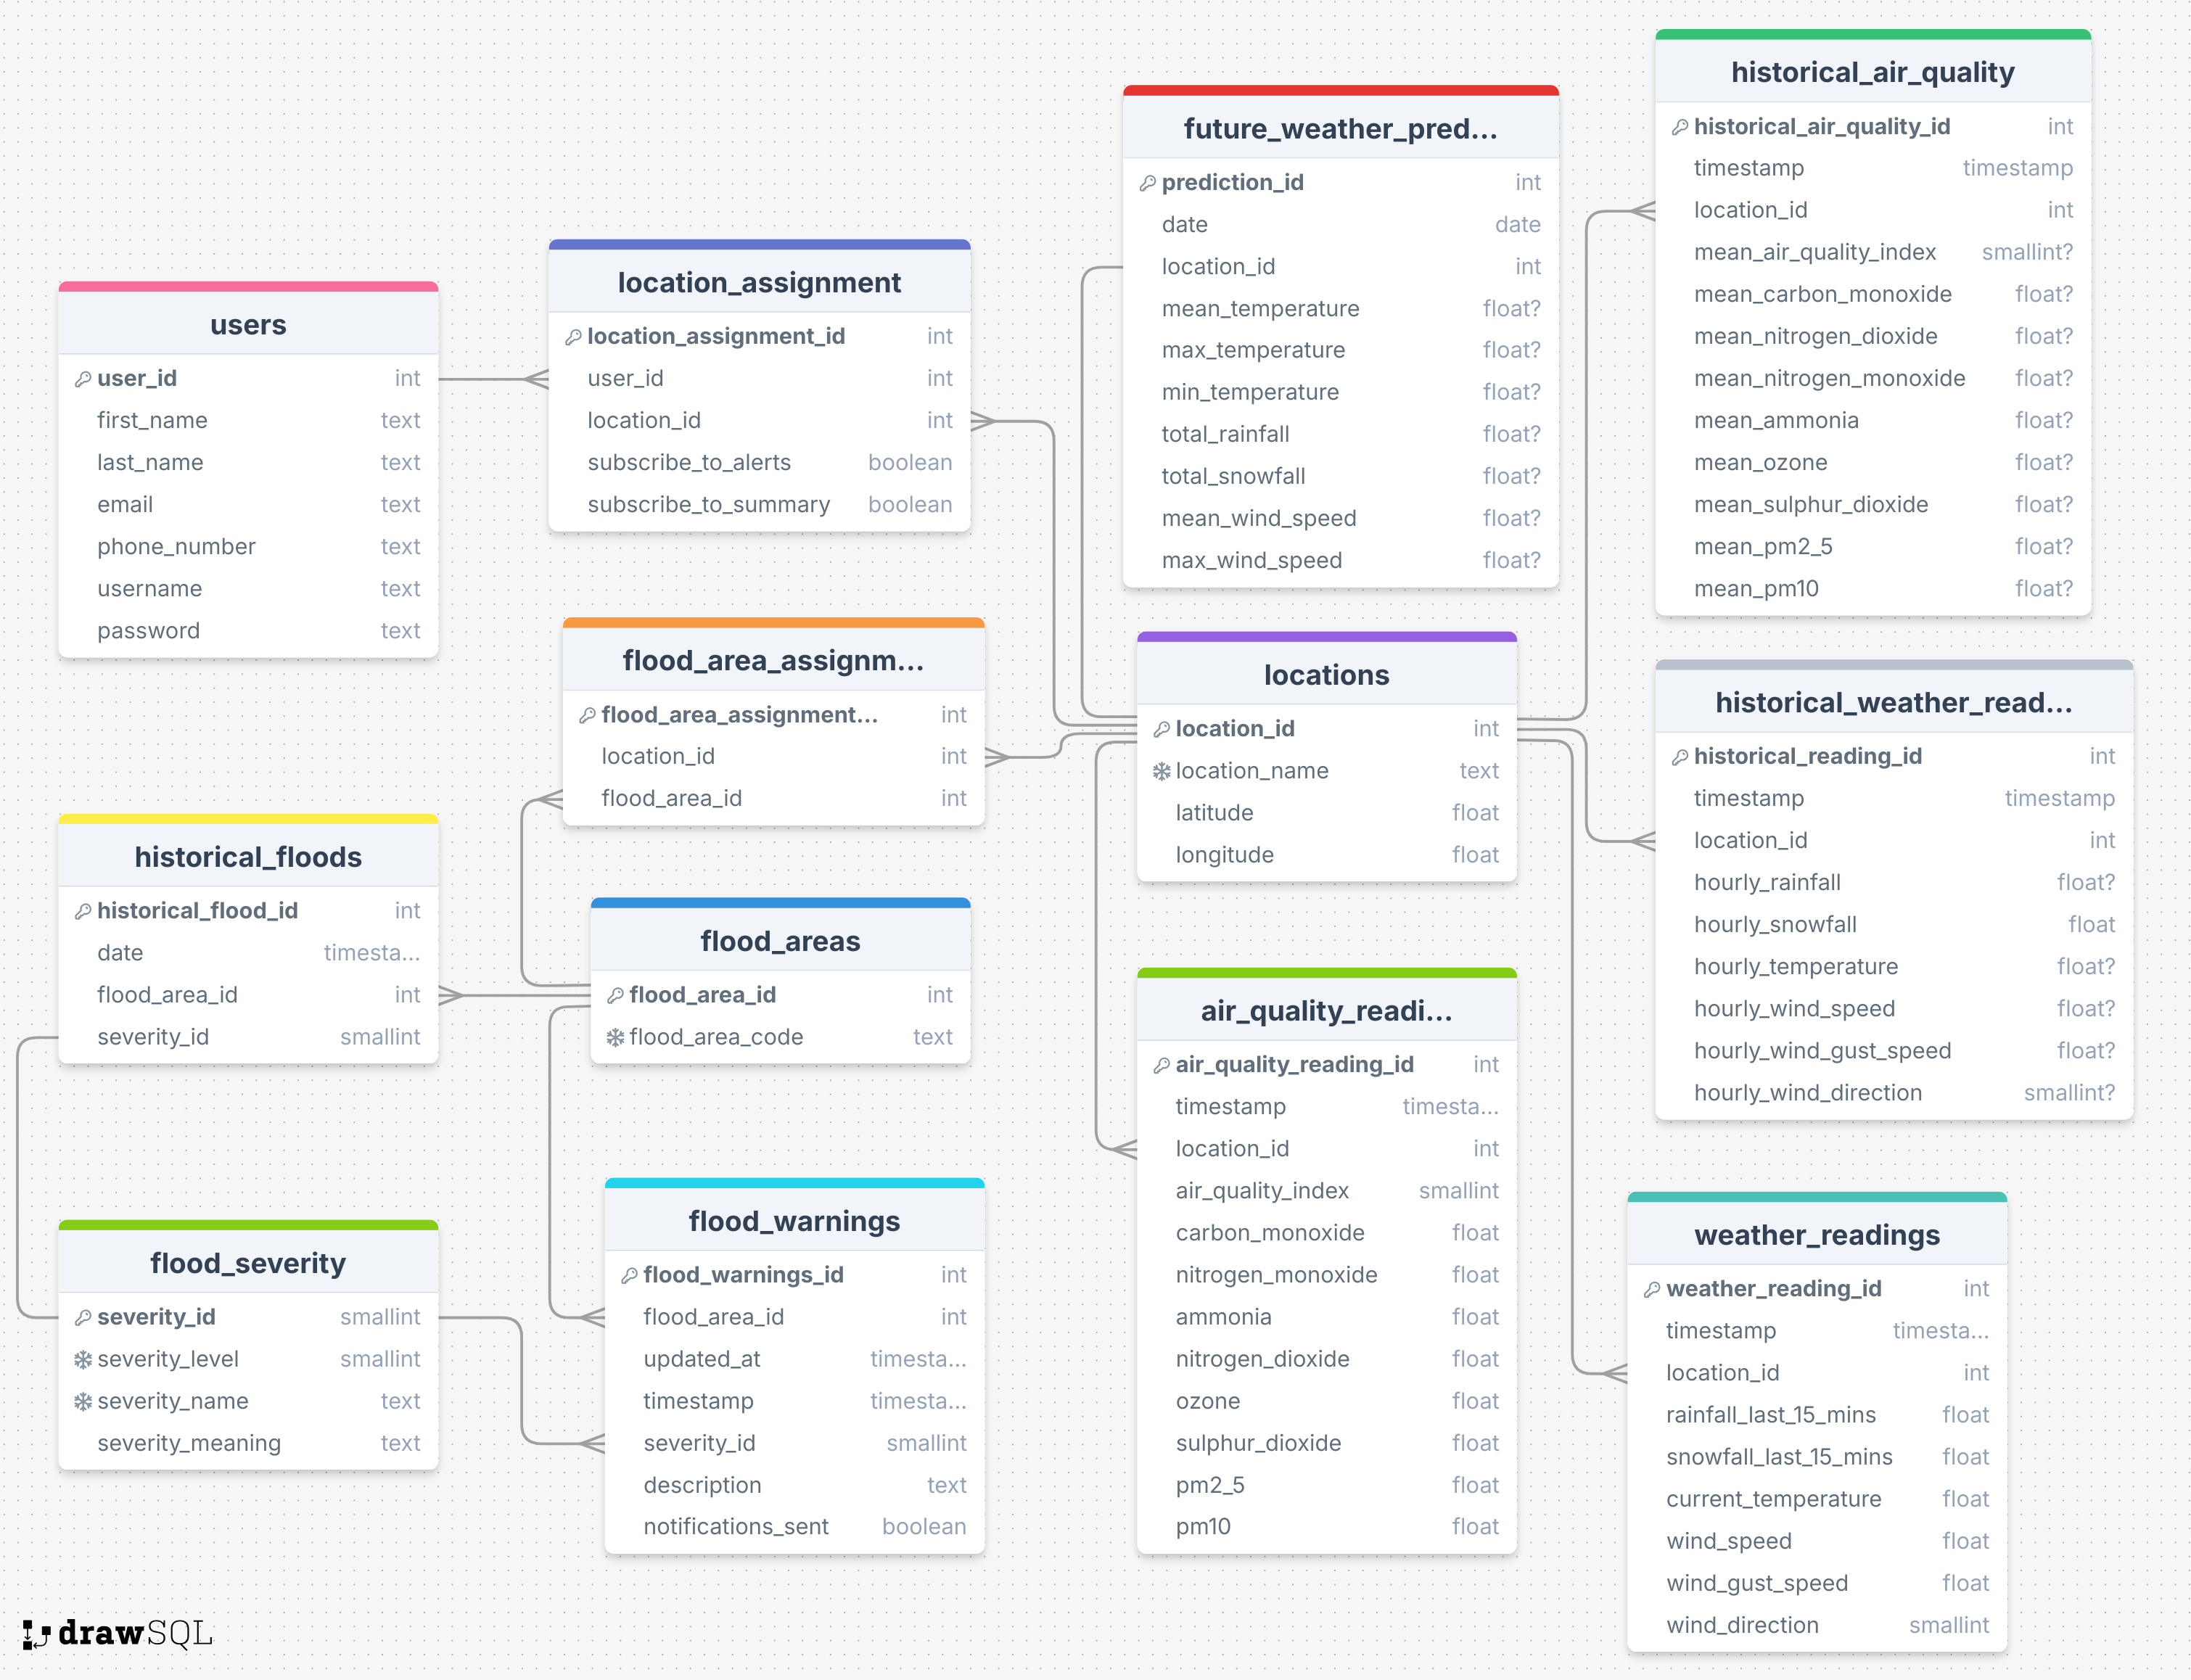 users
user_id int
first_name text
last_name text
email text
phone_number text
username text
password text
location_assignment
location_assignment_id int
user_id int
location_id int
subscribe_to_alerts boolean
subscribe_to_summary boolean
future_weather_pred...
prediction_id int
date date
location_id int
mean_temperature float?
max_temperature float?
min_temperature float?
total_rainfall float?
total_snowfall float?
mean_wind_speed float?
max_wind_speed float?
historical_air_quality
historical_air_quality_id int
timestamp timestamp
location_id int
mean_air_quality_index smallint?
mean_carbon_monoxide float?
mean_nitrogen_dioxide float?
mean_nitrogen_monoxide float?
mean_ammonia float?
mean_ozone float?
mean_sulphur_dioxide float?
mean_pm2_5 float?
mean_pm10 float?
flood_area_assignm...
flood_area_assignment... int
location_id int
flood_area_id int
locations
location_id int
location_name text
latitude float
longitude float
historical_weather_read...
historical_reading_id int
timestamp timestamp
location_id int
hourly_rainfall float?
hourly_snowfall float
hourly_temperature float?
hourly_wind_speed float?
hourly_wind_gust_speed float?
hourly_wind_direction smallint?
historical_floods
historical_flood_id int
date timesta...
flood_area_id int
severity_id smallint
flood_areas
flood_area_id int
flood_area_code text
air_quality_readi...
air_quality_reading_id int
timestamp timesta...
location_id int
air_quality_index smallint
carbon_monoxide float
nitrogen_monoxide float
ammonia float
nitrogen_dioxide float
ozone float
sulphur_dioxide float
pm2_5 float
pm10 float
flood_severity
severity_id smallint
severity_level smallint
severity_name text
severity_meaning text
flood_warnings
flood_warnings_id int
flood_area_id int
updated_at timesta...
timestamp timesta...
severity_id smallint
description text
notifications_sent boolean
weather_readings
weather_reading_id int
timestamp timesta...
location_id int
rainfall_last_15_mins float
snowfall_last_15_mins float
current_temperature float
wind_speed float
wind_gust_speed float
wind_direction smallint
drawSQL